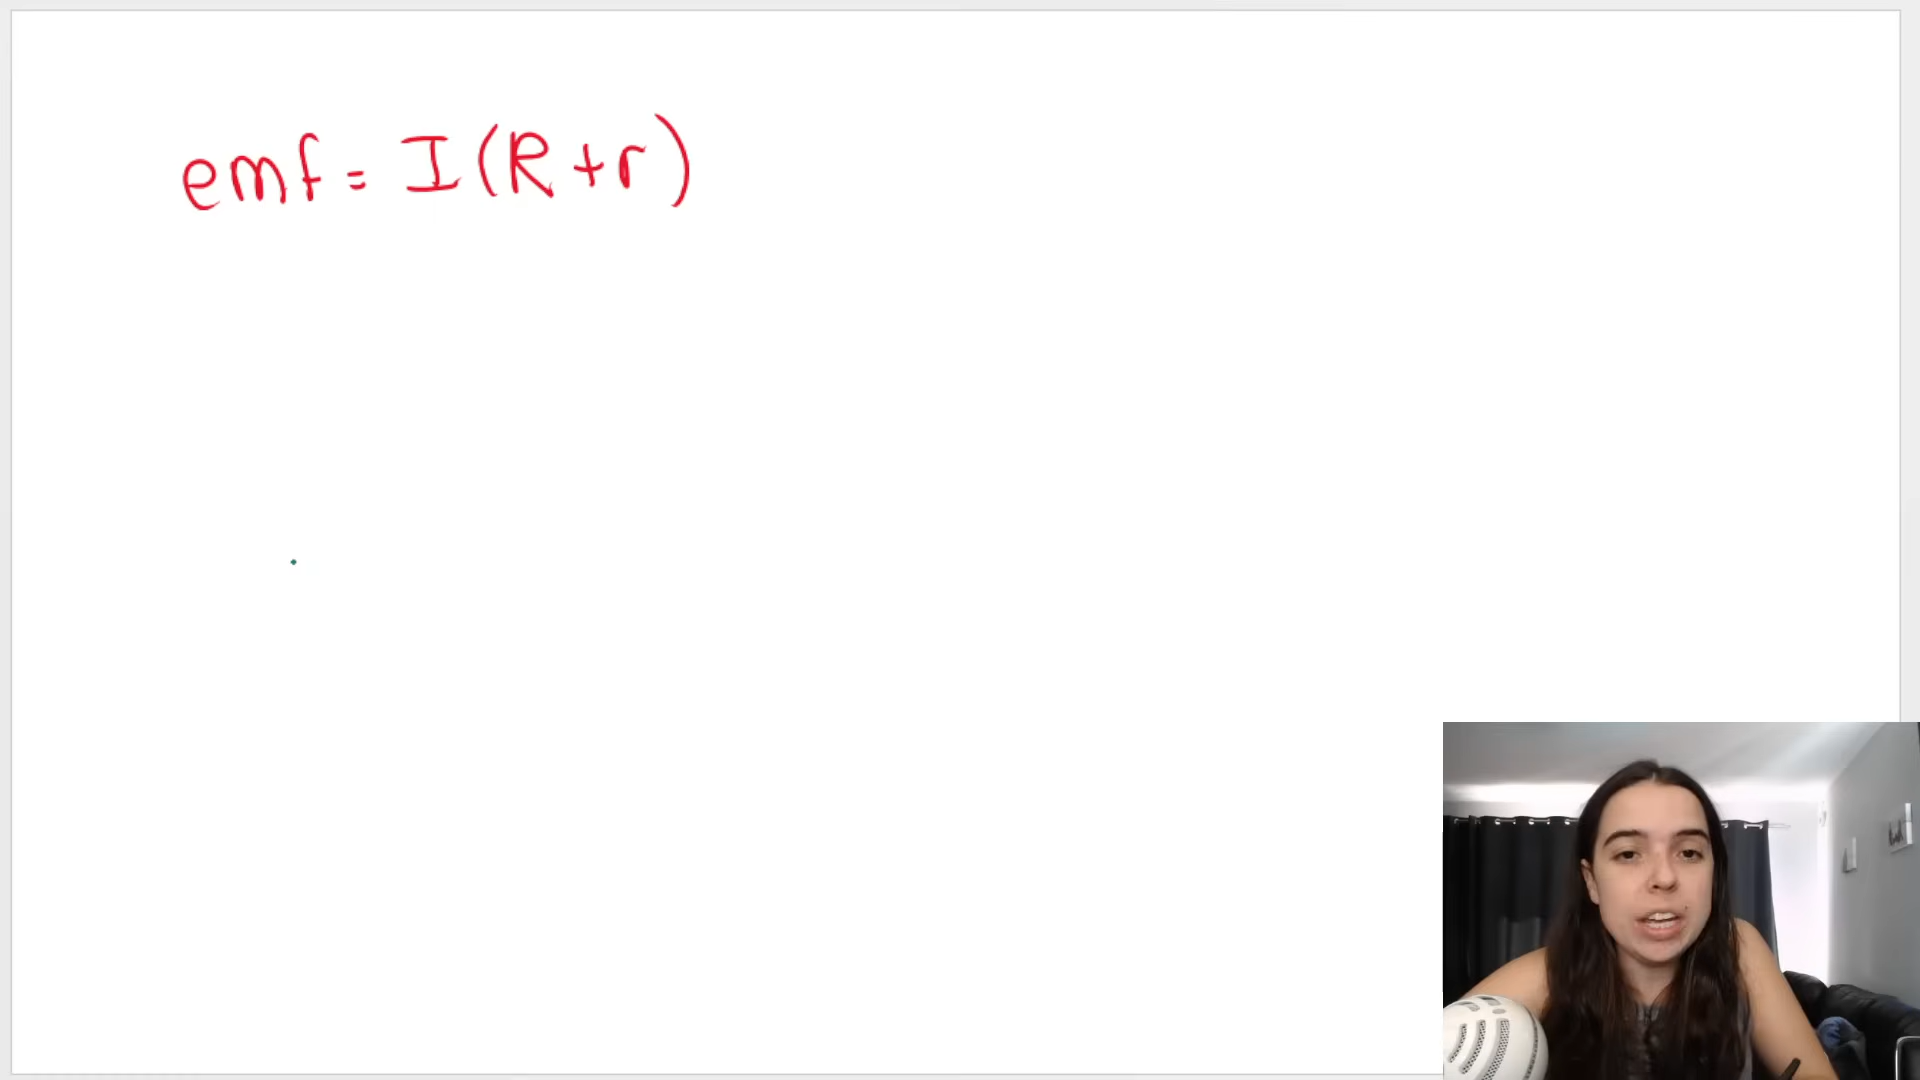 emf = I(R+r)